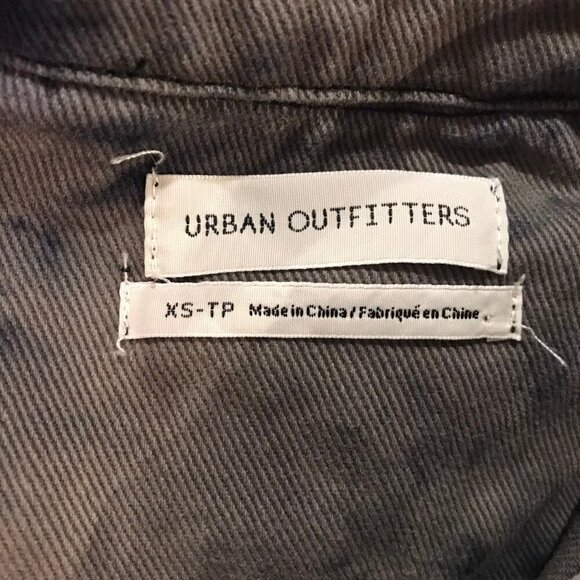 URBAN OUTFITTERS
XS-TP Made in China / Fabriqué en Chine